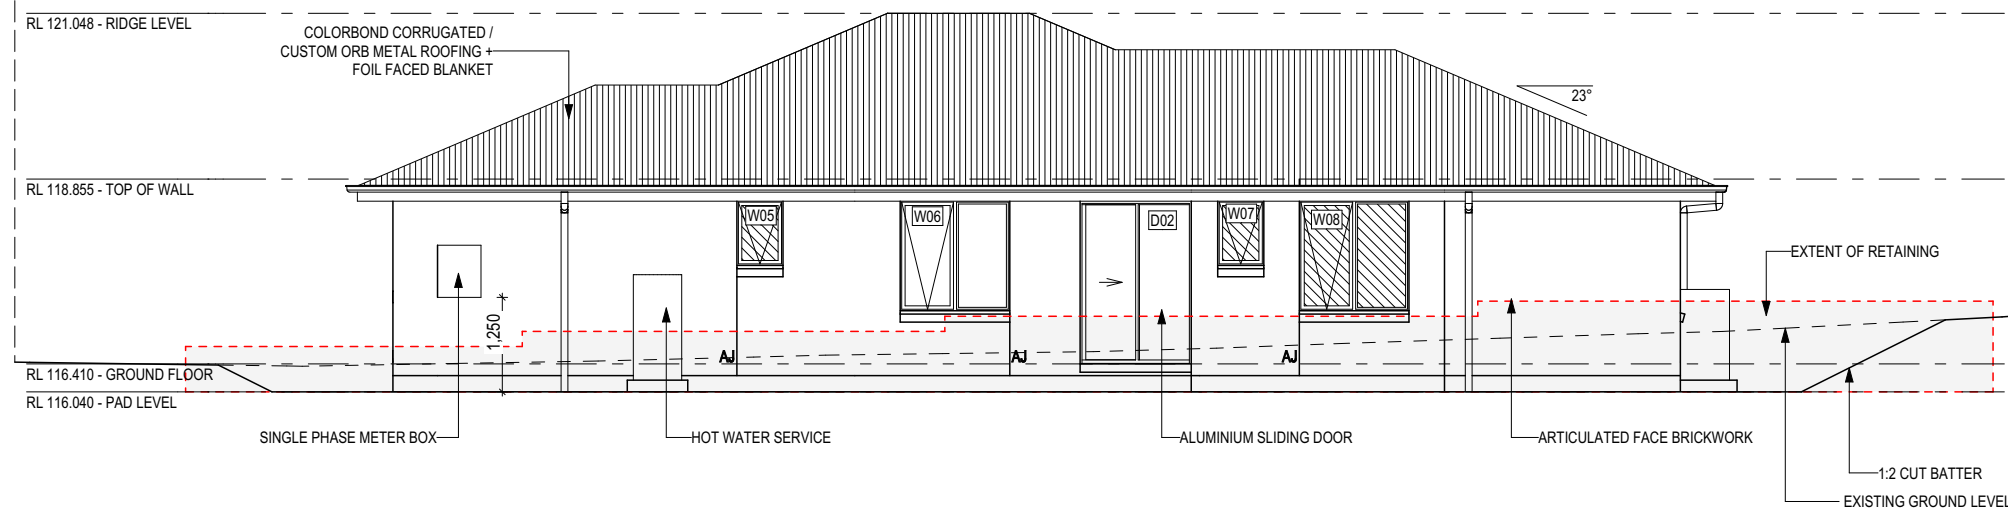 RL 121.048 - RIDGE LEVEL
COLORBOND CORRUGATED /
CUSTOM ORB METAL ROOFING +
FOIL FACED BLANKET
23°
RL 118.855 - TOP OF WALL
W05
W06
D02
W07
W08
EXTENT OF RETAINING
1,250
AJ
AJ
AJ
RL 116.410 - GROUND FLOOR
RL 116.040 - PAD LEVEL
SINGLE PHASE METER BOX
HOT WATER SERVICE
ALUMINIUM SLIDING DOOR
ARTICULATED FACE BRICKWORK
1:2 CUT BATTER
EXISTING GROUND LEVEL